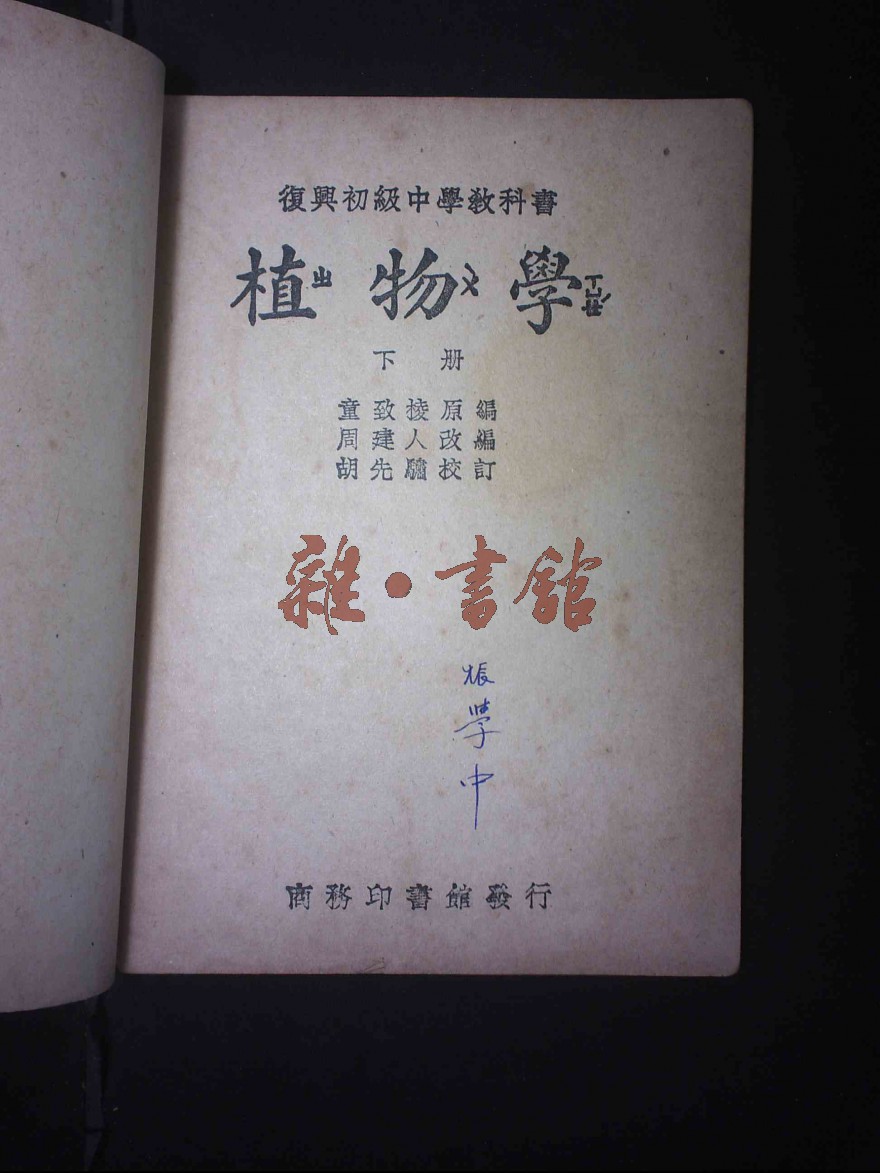 復興初級中學教科書
植ㄓ 物ㄨ 學ㄒㄩㄝ
下册
童致棱原編
周建人改編
胡先驌校訂
雜·書館
張學中
商務印書館發行